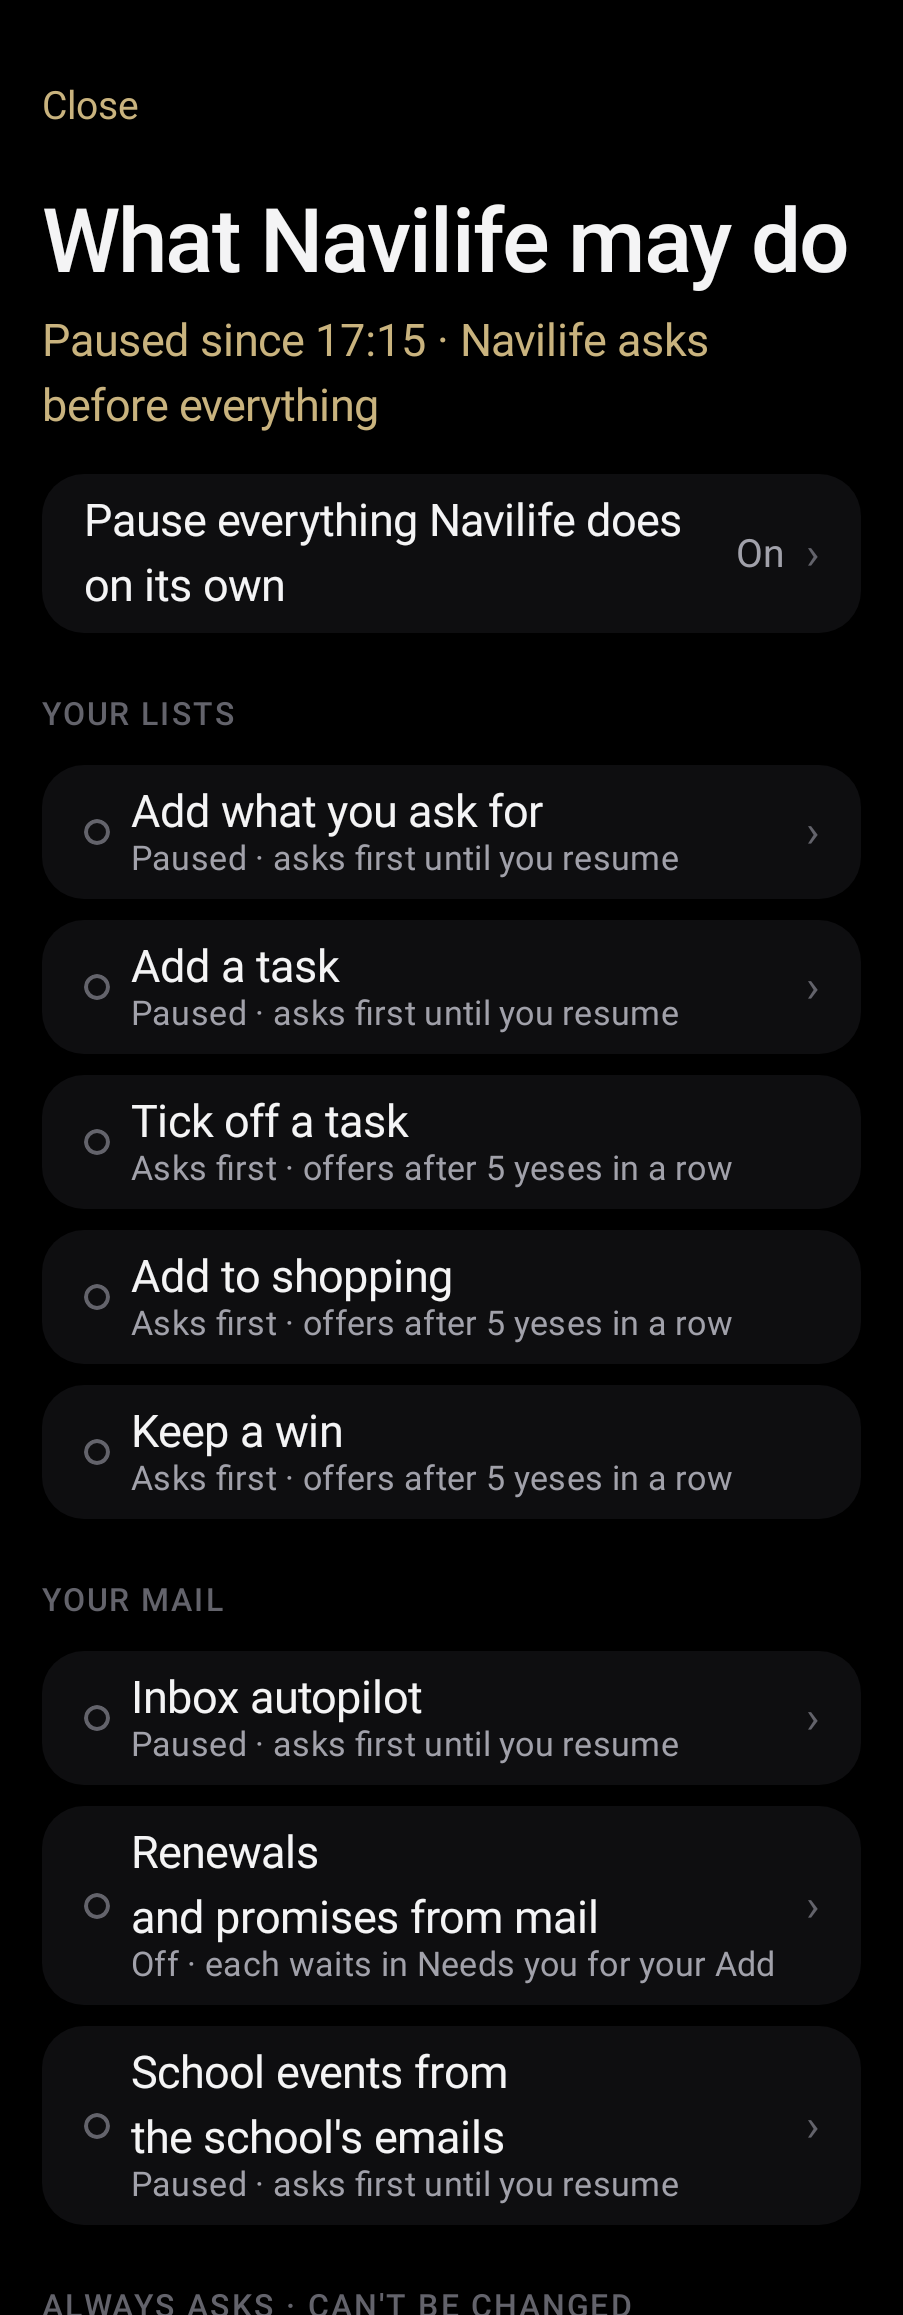 Close
What Navilife may do
Paused since 17:15 · Navilife asks
before everything
Pause everything Navilife does
on its own
On ›
YOUR LISTS
Add what you ask for
Paused · asks first until you resume
›
Add a task
Paused · asks first until you resume
›
Tick off a task
Asks first · offers after 5 yeses in a row
Add to shopping
Asks first · offers after 5 yeses in a row
Keep a win
Asks first · offers after 5 yeses in a row
YOUR MAIL
Inbox autopilot
Paused · asks first until you resume
›
Renewals
and promises from mail
Off · each waits in Needs you for your Add
›
School events from
the school's emails
Paused · asks first until you resume
›
ALWAYS ASKS · CAN'T BE CHANGED